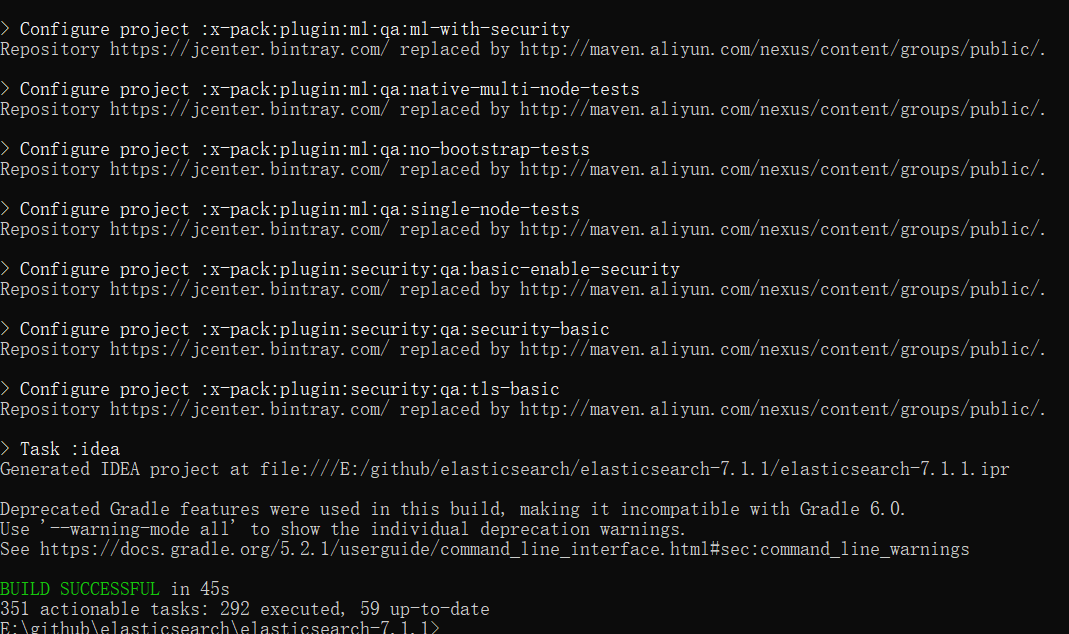 > Configure project :x-pack:plugin:ml:qa:ml-with-security
Repository https://jcenter.bintray.com/ replaced by http://maven.aliyun.com/nexus/content/groups/public/.
> Configure project :x-pack:plugin:ml:qa:native-multi-node-tests
Repository https://jcenter.bintray.com/ replaced by http://maven.aliyun.com/nexus/content/groups/public/.
> Configure project :x-pack:plugin:ml:qa:no-bootstrap-tests
Repository https://jcenter.bintray.com/ replaced by http://maven.aliyun.com/nexus/content/groups/public/.
> Configure project :x-pack:plugin:ml:qa:single-node-tests
Repository https://jcenter.bintray.com/ replaced by http://maven.aliyun.com/nexus/content/groups/public/.
> Configure project :x-pack:plugin:security:qa:basic-enable-security
Repository https://jcenter.bintray.com/ replaced by http://maven.aliyun.com/nexus/content/groups/public/.
> Configure project :x-pack:plugin:security:qa:security-basic
Repository https://jcenter.bintray.com/ replaced by http://maven.aliyun.com/nexus/content/groups/public/.
> Configure project :x-pack:plugin:security:qa:tls-basic
Repository https://jcenter.bintray.com/ replaced by http://maven.aliyun.com/nexus/content/groups/public/.
> Task :idea
Generated IDEA project at file:///E:/github/elasticsearch/elasticsearch-7.1.1/elasticsearch-7.1.1.ipr
Deprecated Gradle features were used in this build, making it incompatible with Gradle 6.0.
Use '--warning-mode all' to show the individual deprecation warnings.
See https://docs.gradle.org/5.2.1/userguide/command_line_interface.html#sec:command_line_warnings
BUILD SUCCESSFUL in 45s
351 actionable tasks: 292 executed, 59 up-to-date
E:\github\elasticsearch\elasticsearch-7.1.1>